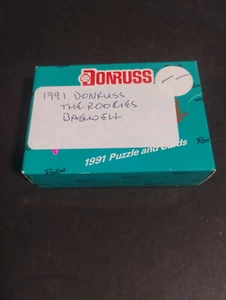 DONRUSS
1991 DONRUSS
THE ROOKIES
BAGWELL
1991 Puzzle and Cards